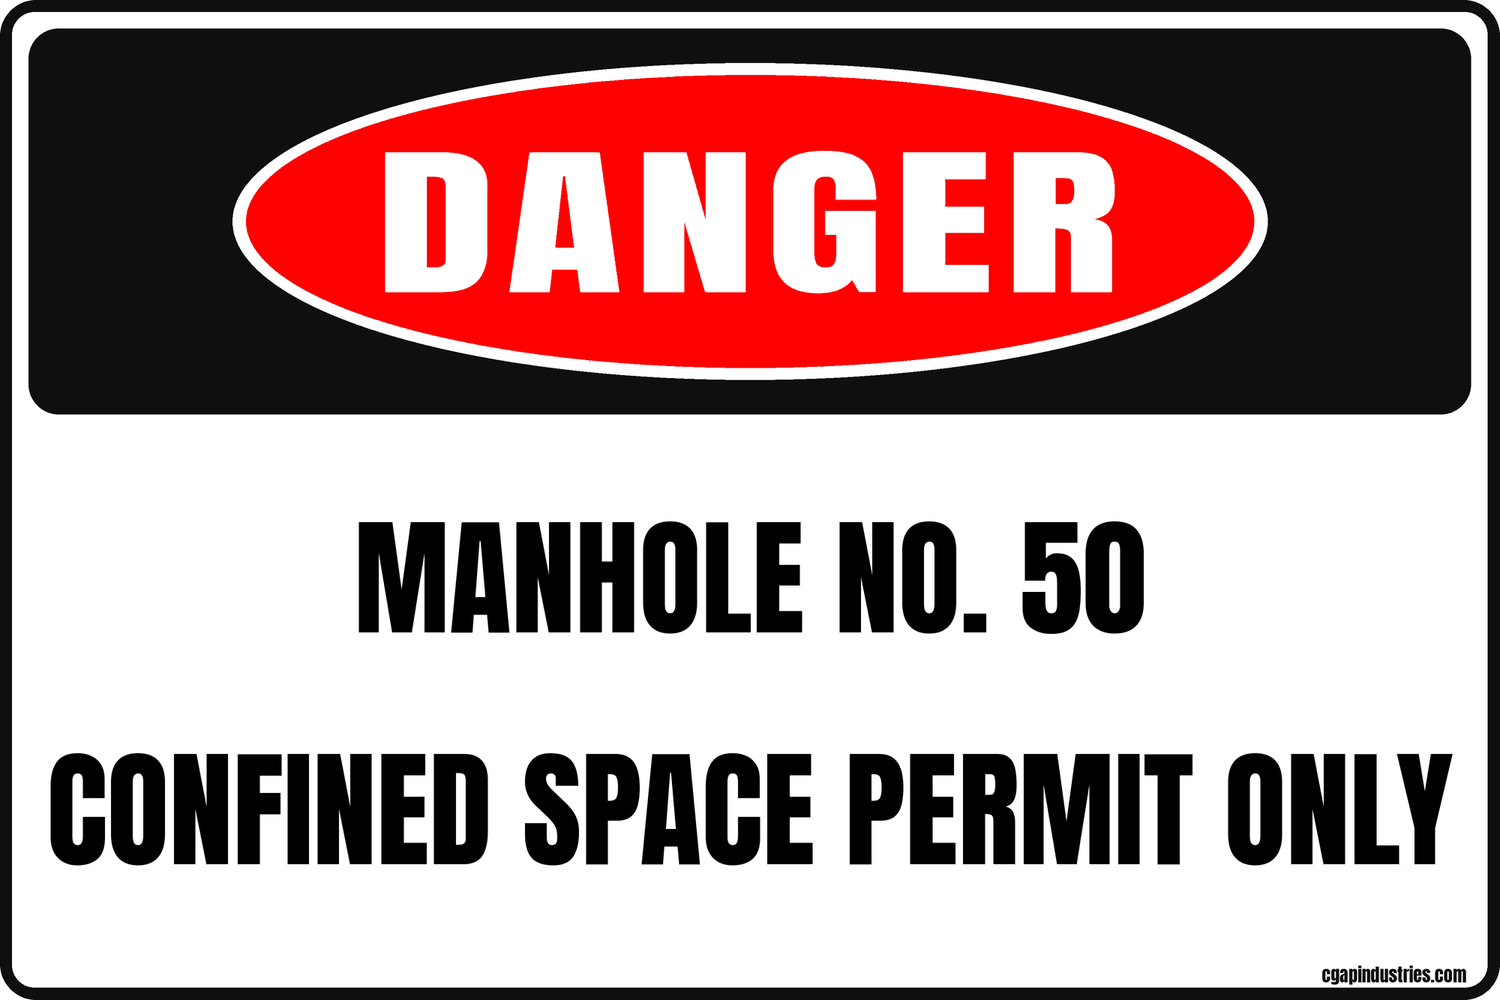 DANGER
MANHOLE NO. 50
CONFINED SPACE PERMIT ONLY
cgapindustries.com